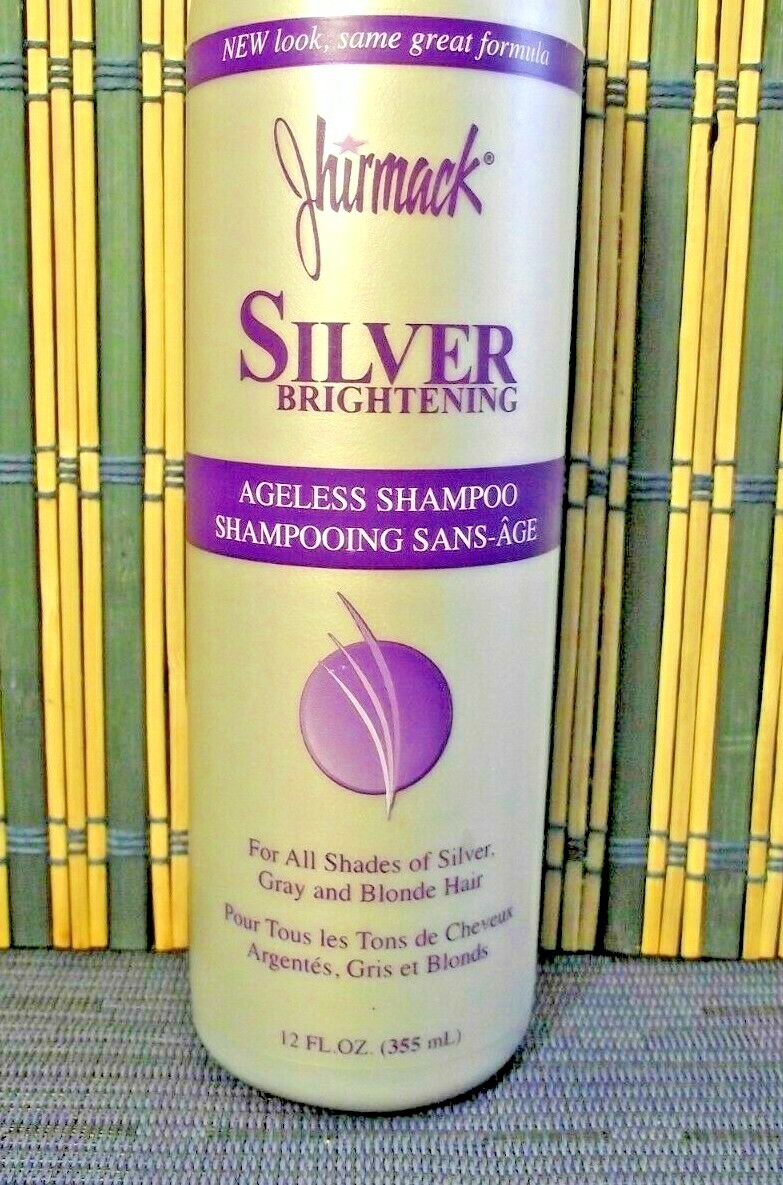 NEW look, same great formula
Jhirmack®
SILVER
BRIGHTENING
AGELESS SHAMPOO
SHAMPOOING SANS-ÂGE
For All Shades of Silver,
Gray and Blonde Hair
Pour Tous les Tons de Cheveux
Argentés, Gris et Blonds
12 FL.OZ. (355 mL)